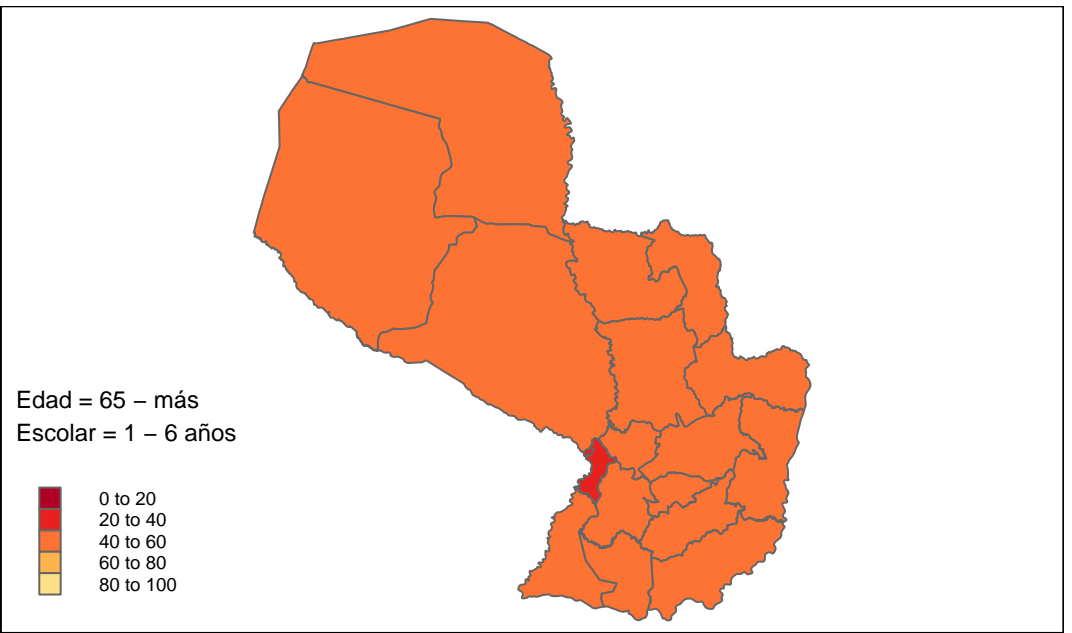 Edad = 65 − más
Escolar = 1 − 6 años
0 to 20
20 to 40
40 to 60
60 to 80
80 to 100